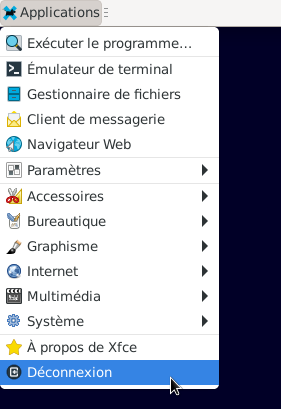 Applications
Exécuter le programme...
Émulateur de terminal
Gestionnaire de fichiers
Client de messagerie
Navigateur Web
Paramètres
Accessoires
Bureautique
Graphisme
Internet
Multimédia
Système
À propos de Xfce
Déconnexion